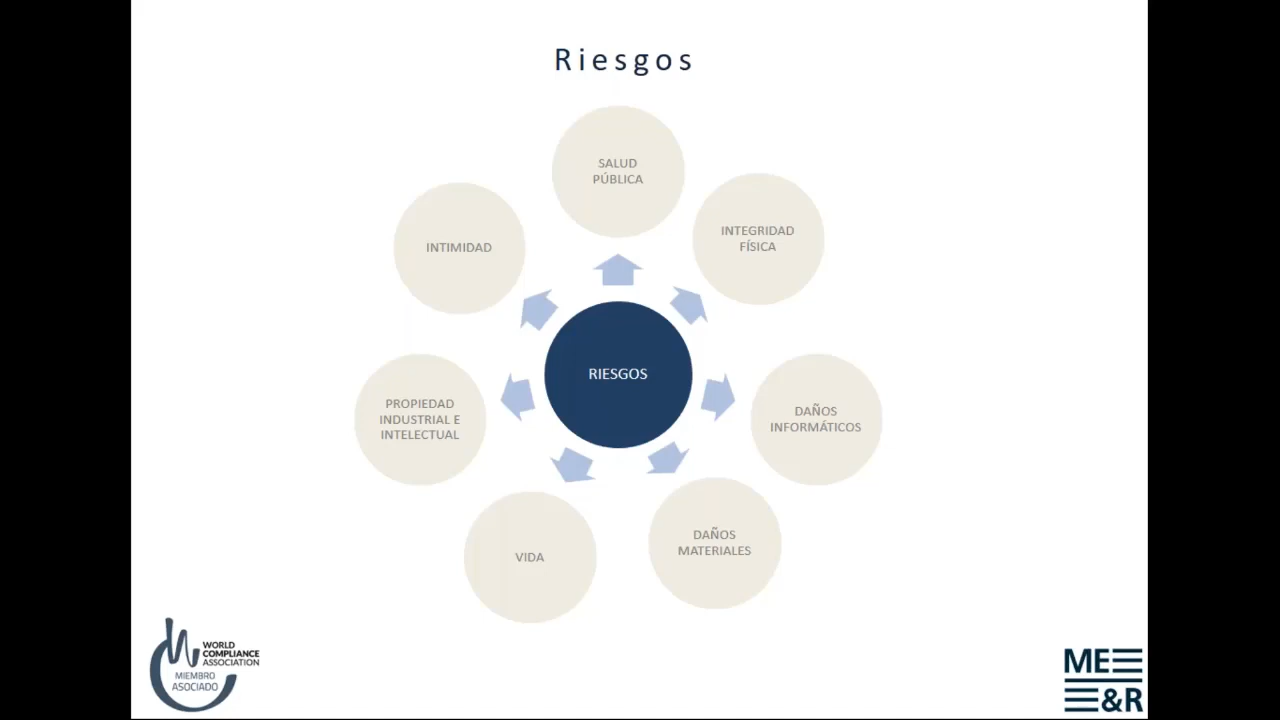 Riesgos
SALUD
PÚBLICA
INTEGRIDAD
FÍSICA
DAÑOS
INFORMÁTICOS
DAÑOS
MATERIALES
VIDA
PROPIEDAD
INDUSTRIAL E
INTELECTUAL
INTIMIDAD
RIESGOS
WORLD
COMPLIANCE
ASSOCIATION
MIEMBRO
ASOCIADO
ME
&R